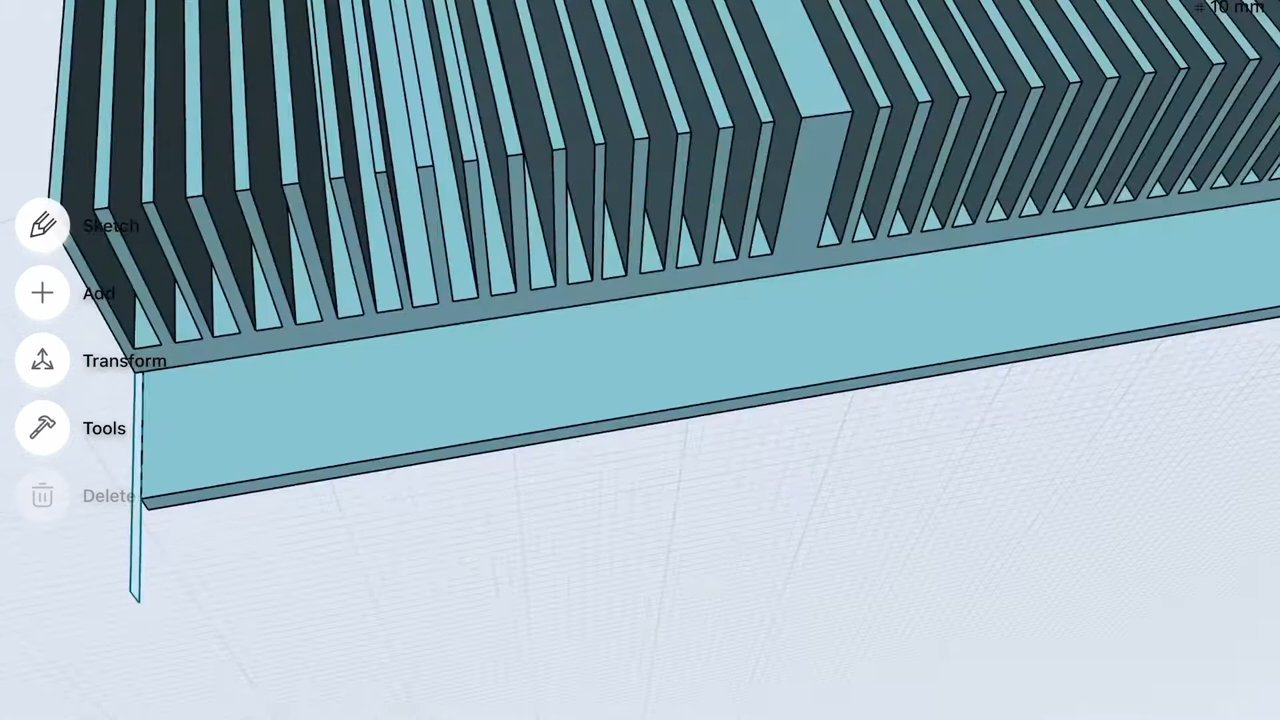 ⌗ 10 mm
Sketch
Add
Transform
Tools
Delete